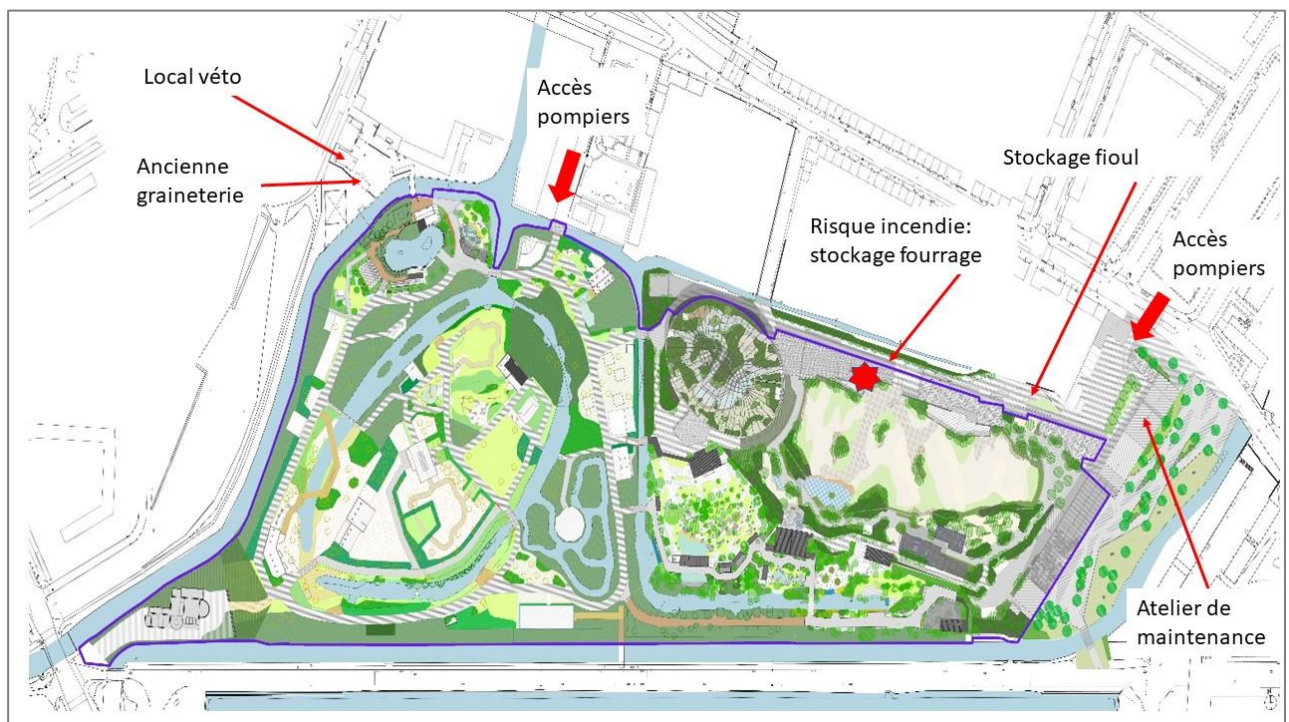 Local véto
Ancienne
graineterie
Accès
pompiers
Risque incendie:
stockage fourrage
Stockage fioul
Accès
pompiers
Atelier de
maintenance
N